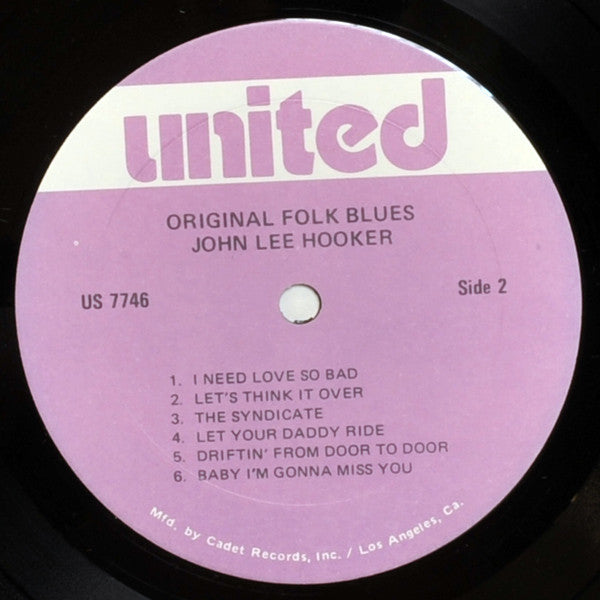 united
ORIGINAL FOLK BLUES
JOHN LEE HOOKER
US 7746
Side 2
1. I NEED LOVE SO BAD
2. LET'S THINK IT OVER
3. THE SYNDICATE
4. LET YOUR DADDY RIDE
5. DRIFTIN' FROM DOOR TO DOOR
6. BABY I'M GONNA MISS YOU
Mfd. by Cadet Records, Inc. / Los Angeles, Ca.